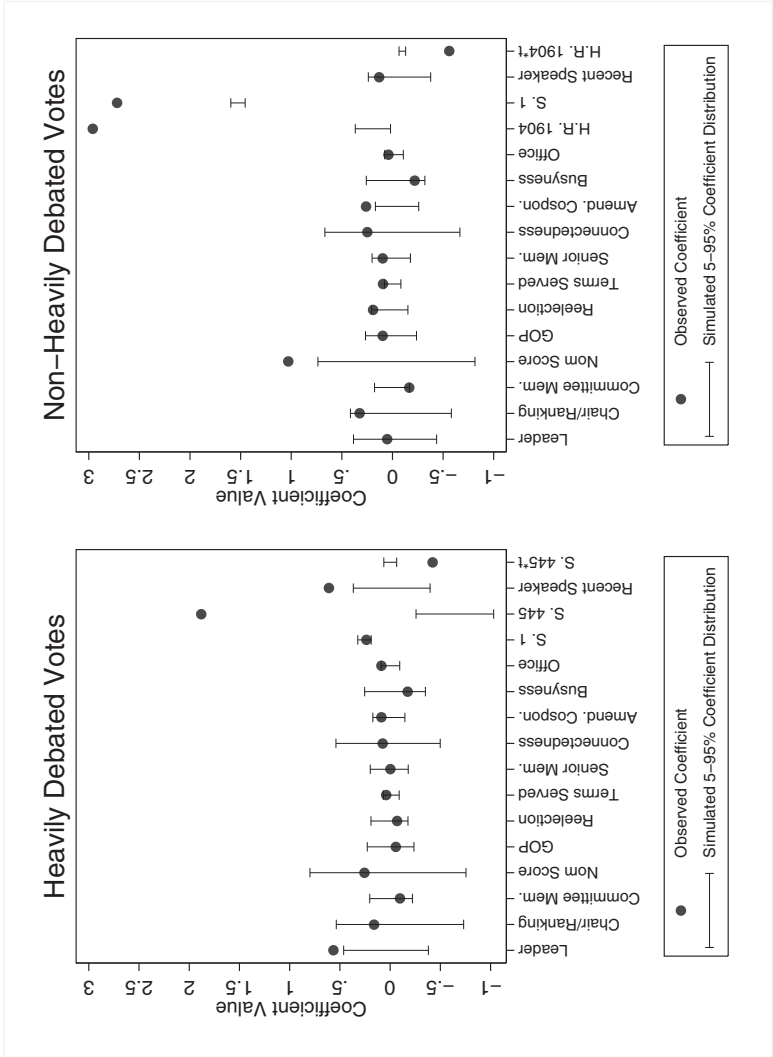 Non−Heavily Debated Votes
Coefficient Value
3
2.5
2
1.5
1
.5
0
−.5
−1
Leader
Chair/Ranking
Committee Mem.
Nom Score
GOP
Reelection
Terms Served
Senior Mem.
Connectedness
Amend. Cospon.
Busyness
Office
H.R. 1904
S. 1
Recent Speaker
H.R. 1904*t
Observed Coefficient
Simulated 5−95% Coefficient Distribution
Heavily Debated Votes
Coefficient Value
3
2.5
2
1.5
1
.5
0
−.5
−1
Leader
Chair/Ranking
Committee Mem.
Nom Score
GOP
Reelection
Terms Served
Senior Mem.
Connectedness
Amend. Cospon.
Busyness
Office
S. 1
S. 445
Recent Speaker
S. 445*t
Observed Coefficient
Simulated 5−95% Coefficient Distribution